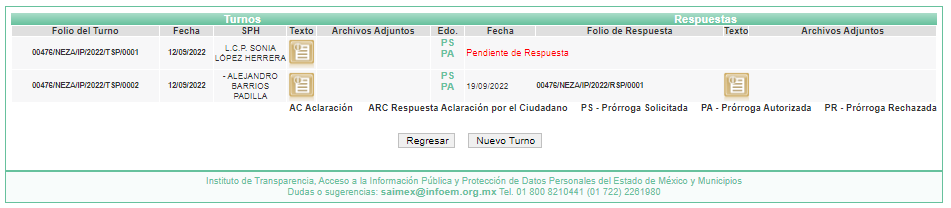 Turnos Respuestas
Folio del Turno Fecha SPH Texto Archivos Adjuntos Edo. Fecha Folio de Respuesta Texto Archivos Adjuntos
00476/NEZA/IP/2022/TSP/0001 12/09/2022 L.C.P. SONIA LÓPEZ HERRERA PS PA Pendiente de Respuesta
00476/NEZA/IP/2022/TSP/0002 12/09/2022 - ALEJANDRO BARRIOS PADILLA PS PA 19/09/2022 00476/NEZA/IP/2022/RSP/0001
AC Aclaración ARC Respuesta Aclaración por el Ciudadano PS - Prórroga Solicitada PA - Prórroga Autorizada PR - Prórroga Rechazada
Regresar Nuevo Turno
Instituto de Transparencia, Acceso a la Información Pública y Protección de Datos Personales del Estado de México y Municipios
Dudas o sugerencias: saimex@infoem.org.mx Tel. 01 800 8210441 (01 722) 2261980